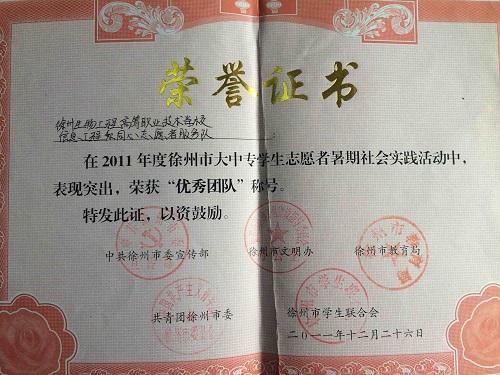 荣誉证书
徐州生物工程高等职业技术学校
信息工程系同心志愿者服务队:
在2011年度徐州市大中专学生志愿者暑期社会实践活动中,
表现突出，荣获“优秀团队”称号。
特发此证，以资鼓励。
中共徐州市委宣传部 徐州市文明办 徐州市教育局
共青团徐州市委 徐州市学生联合会
二〇一一年十二月二十六日